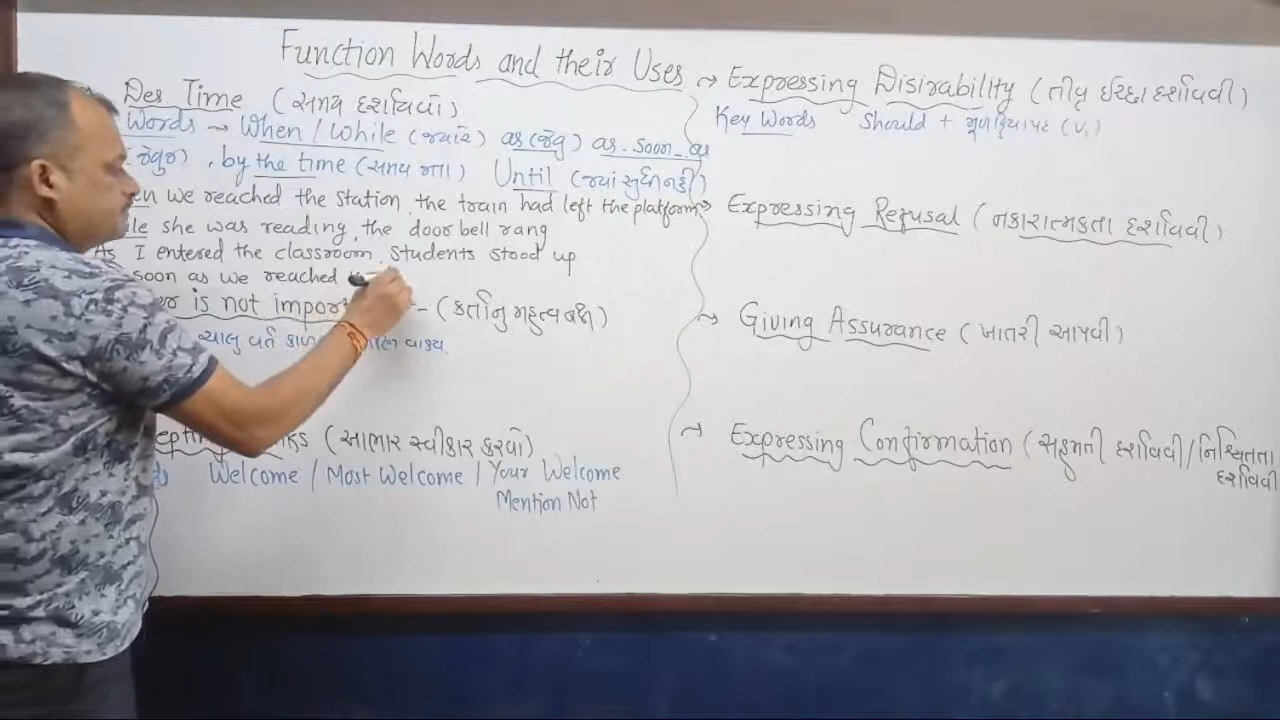 Function Words and their Uses
Des Time (સમય દર્શાવવો)
Words → When / While (જ્યારે) as (જેવુ) as soon as
(જેવુજ), by the time (સમય જતા) Until (જ્યાં સુધી નહીં)
we reached the station, the train had left the platform
she was reading, the door bell rang
As I entered the classroom, students stood up
soon as we reached
is not (કર્તાનુ મહત્વ નથી)
ચાલુ વર્ત કાળ વાક્ય.
(આભાર સ્વીકાર કરવો)
Welcome / Most Welcome / Your Welcome
Mention Not
→ Expressing Disirability (તીવ્ર ઈચ્છા દર્શાવવી)
Key Words Should + મૂળ ક્રિયાપદ (V1)
→ Expressing Refusal (નકારાત્મકતા દર્શાવવી)
→ Giving Assurance (ખાતરી આપવી)
→ Expressing Confirmation (સહમતી દર્શાવવી/નિશ્ચિતતા
દર્શાવવી